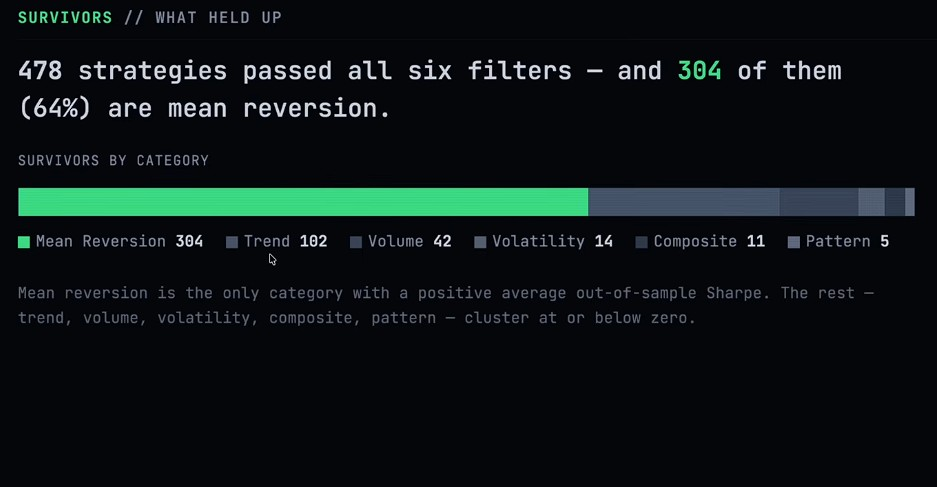 SURVIVORS // WHAT HELD UP
478 strategies passed all six filters — and 304 of them
(64%) are mean reversion.
SURVIVORS BY CATEGORY
Mean Reversion 304 Trend 102 Volume 42 Volatility 14 Composite 11 Pattern 5
Mean reversion is the only category with a positive average out-of-sample Sharpe. The rest —
trend, volume, volatility, composite, pattern — cluster at or below zero.